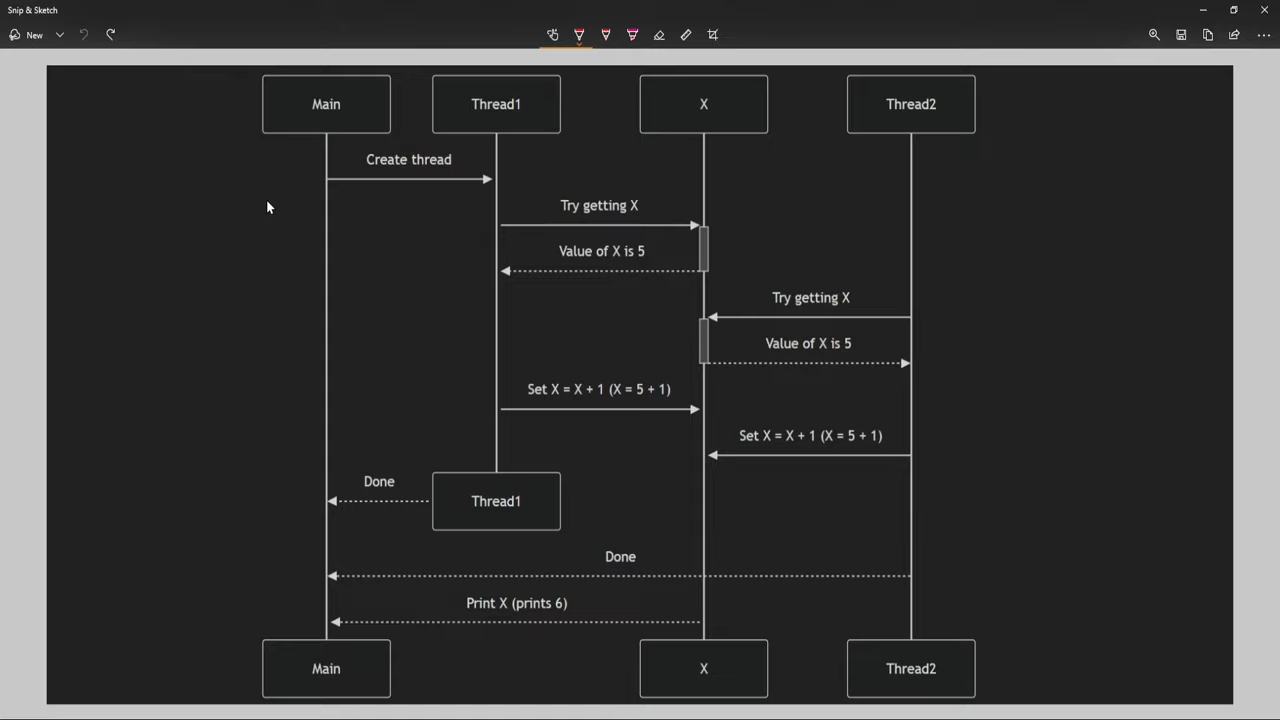 Snip & Sketch
New
Main
Thread1
X
Thread2
Create thread
Try getting X
Value of X is 5
Try getting X
Value of X is 5
Set X = X + 1 (X = 5 + 1)
Set X = X + 1 (X = 5 + 1)
Done
Thread1
Done
Print X (prints 6)
Main
X
Thread2